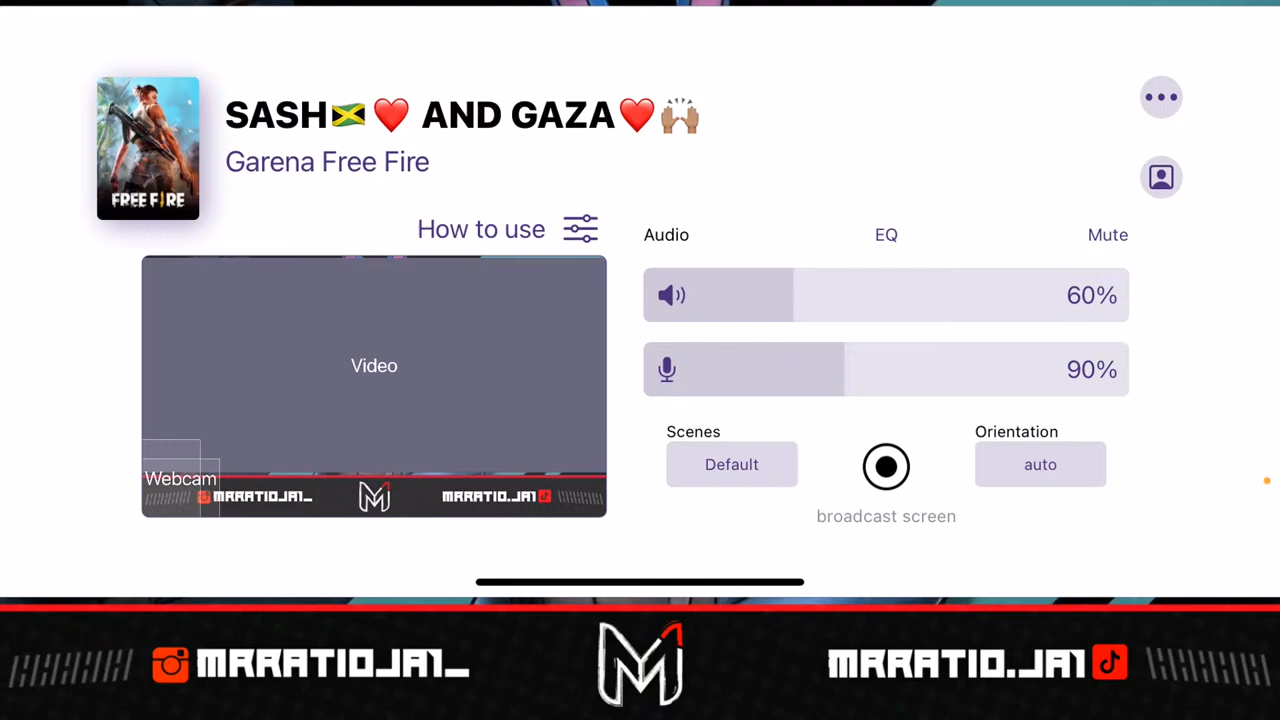 SASH🇯🇲❤️ AND GAZA❤️🙌🏽
Garena Free Fire
FREE FIRE
How to use
Audio
EQ
Mute
60%
90%
Video
Webcam
MRRATIOJA1_
MRRATIO.JA1
Scenes
Default
Orientation
auto
broadcast screen
MRRATIOJA1_
MRRATIO.JA1